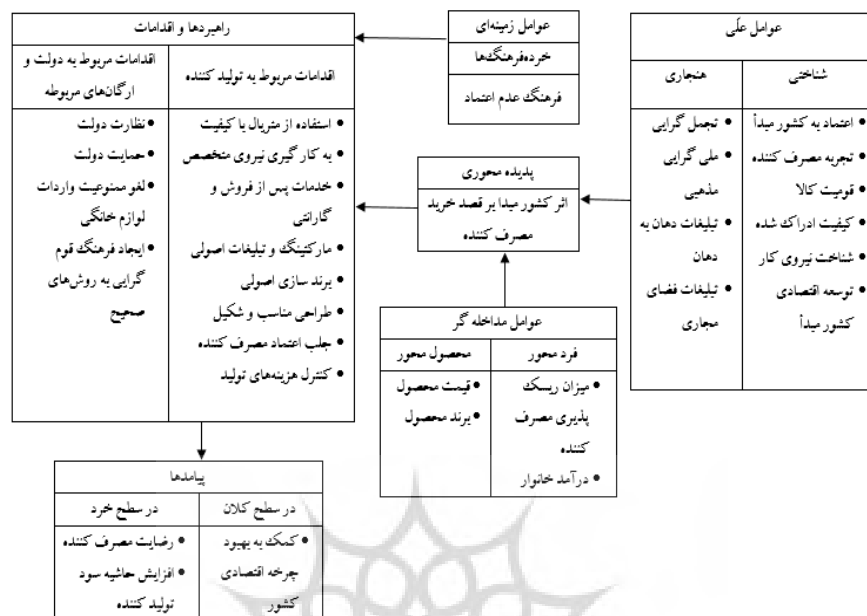 عوامل علّی
شناختی
هنجاری
• اعتماد به کشور مبدأ
• تجربه مصرف کننده
• قومیت کالا
• کیفیت ادراک شده
• شناخت نیروی کار
• توسعه اقتصادی
کشور مبدأ
• تجمل گرایی
• ملی گرایی
مذهبی
• تبلیغات دهان به
دهان
• تبلیغات فضای
مجازی
عوامل زمینه‌ای
خرده‌فرهنگ‌ها
فرهنگ عدم اعتماد
پدیده محوری
اثر کشور مبدا بر قصد خرید
مصرف کننده
عوامل مداخله گر
فرد محور
محصول محور
• میزان ریسک
پذیری مصرف
کننده
• درآمد خانوار
• قیمت محصول
• برند محصول
راهبردها و اقدامات
اقدامات مربوط به تولید کننده
اقدامات مربوط به دولت و
ارگان‌های مربوطه
• استفاده از متریال با کیفیت
• به کار گیری نیروی متخصص
• خدمات پس از فروش و
گارانتی
• مارکتینگ و تبلیغات اصولی
• برند سازی اصولی
• طراحی مناسب و شکیل
• جلب اعتماد مصرف کننده
• کنترل هزینه‌های تولید
• نظارت دولت
• حمایت دولت
• لغو ممنوعیت واردات
لوازم خانگی
• ایجاد فرهنگ قوم
گرایی به روش‌های
صحیح
پیامدها
در سطح کلان
در سطح خرد
• کمک به بهبود
چرخه اقتصادی
کشور
• رضایت مصرف کننده
• افزایش حاشیه سود
تولید کننده